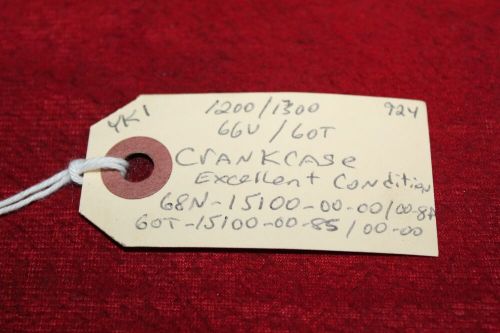 YK1
1200/1300
924
66V/60T
Crankcase
Excellent Condition
68N-15100-00-00/00-8A
60T-15100-00-85/00-00